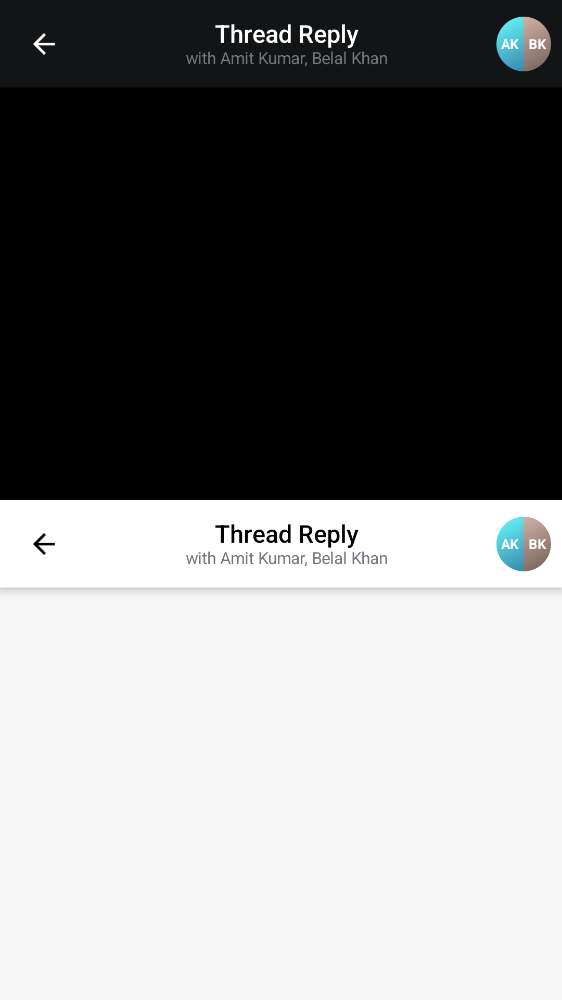 Thread Reply
with Amit Kumar, Belal Khan
AK BK
Thread Reply
with Amit Kumar, Belal Khan
AK BK